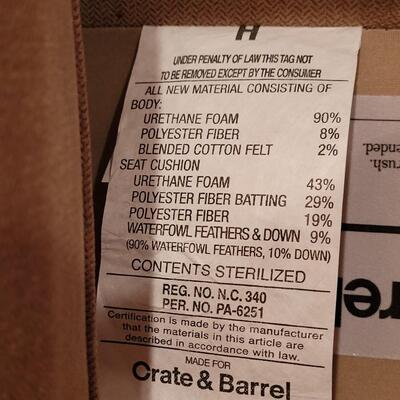 H
UNDER PENALTY OF LAW THIS TAG NOT
TO BE REMOVED EXCEPT BY THE CONSUMER
ALL NEW MATERIAL CONSISTING OF
BODY:
URETHANE FOAM 90%
POLYESTER FIBER 8%
BLENDED COTTON FELT 2%
SEAT CUSHION
URETHANE FOAM 43%
POLYESTER FIBER BATTING 29%
POLYESTER FIBER 19%
WATERFOWL FEATHERS & DOWN 9%
(90% WATERFOWL FEATHERS, 10% DOWN)
CONTENTS STERILIZED
REG. NO. N.C. 340
PER. NO. PA-6251
Certification is made by the manufacturer
that the materials in this article are
described in accordance with law.
MADE FOR
Crate & Barrel